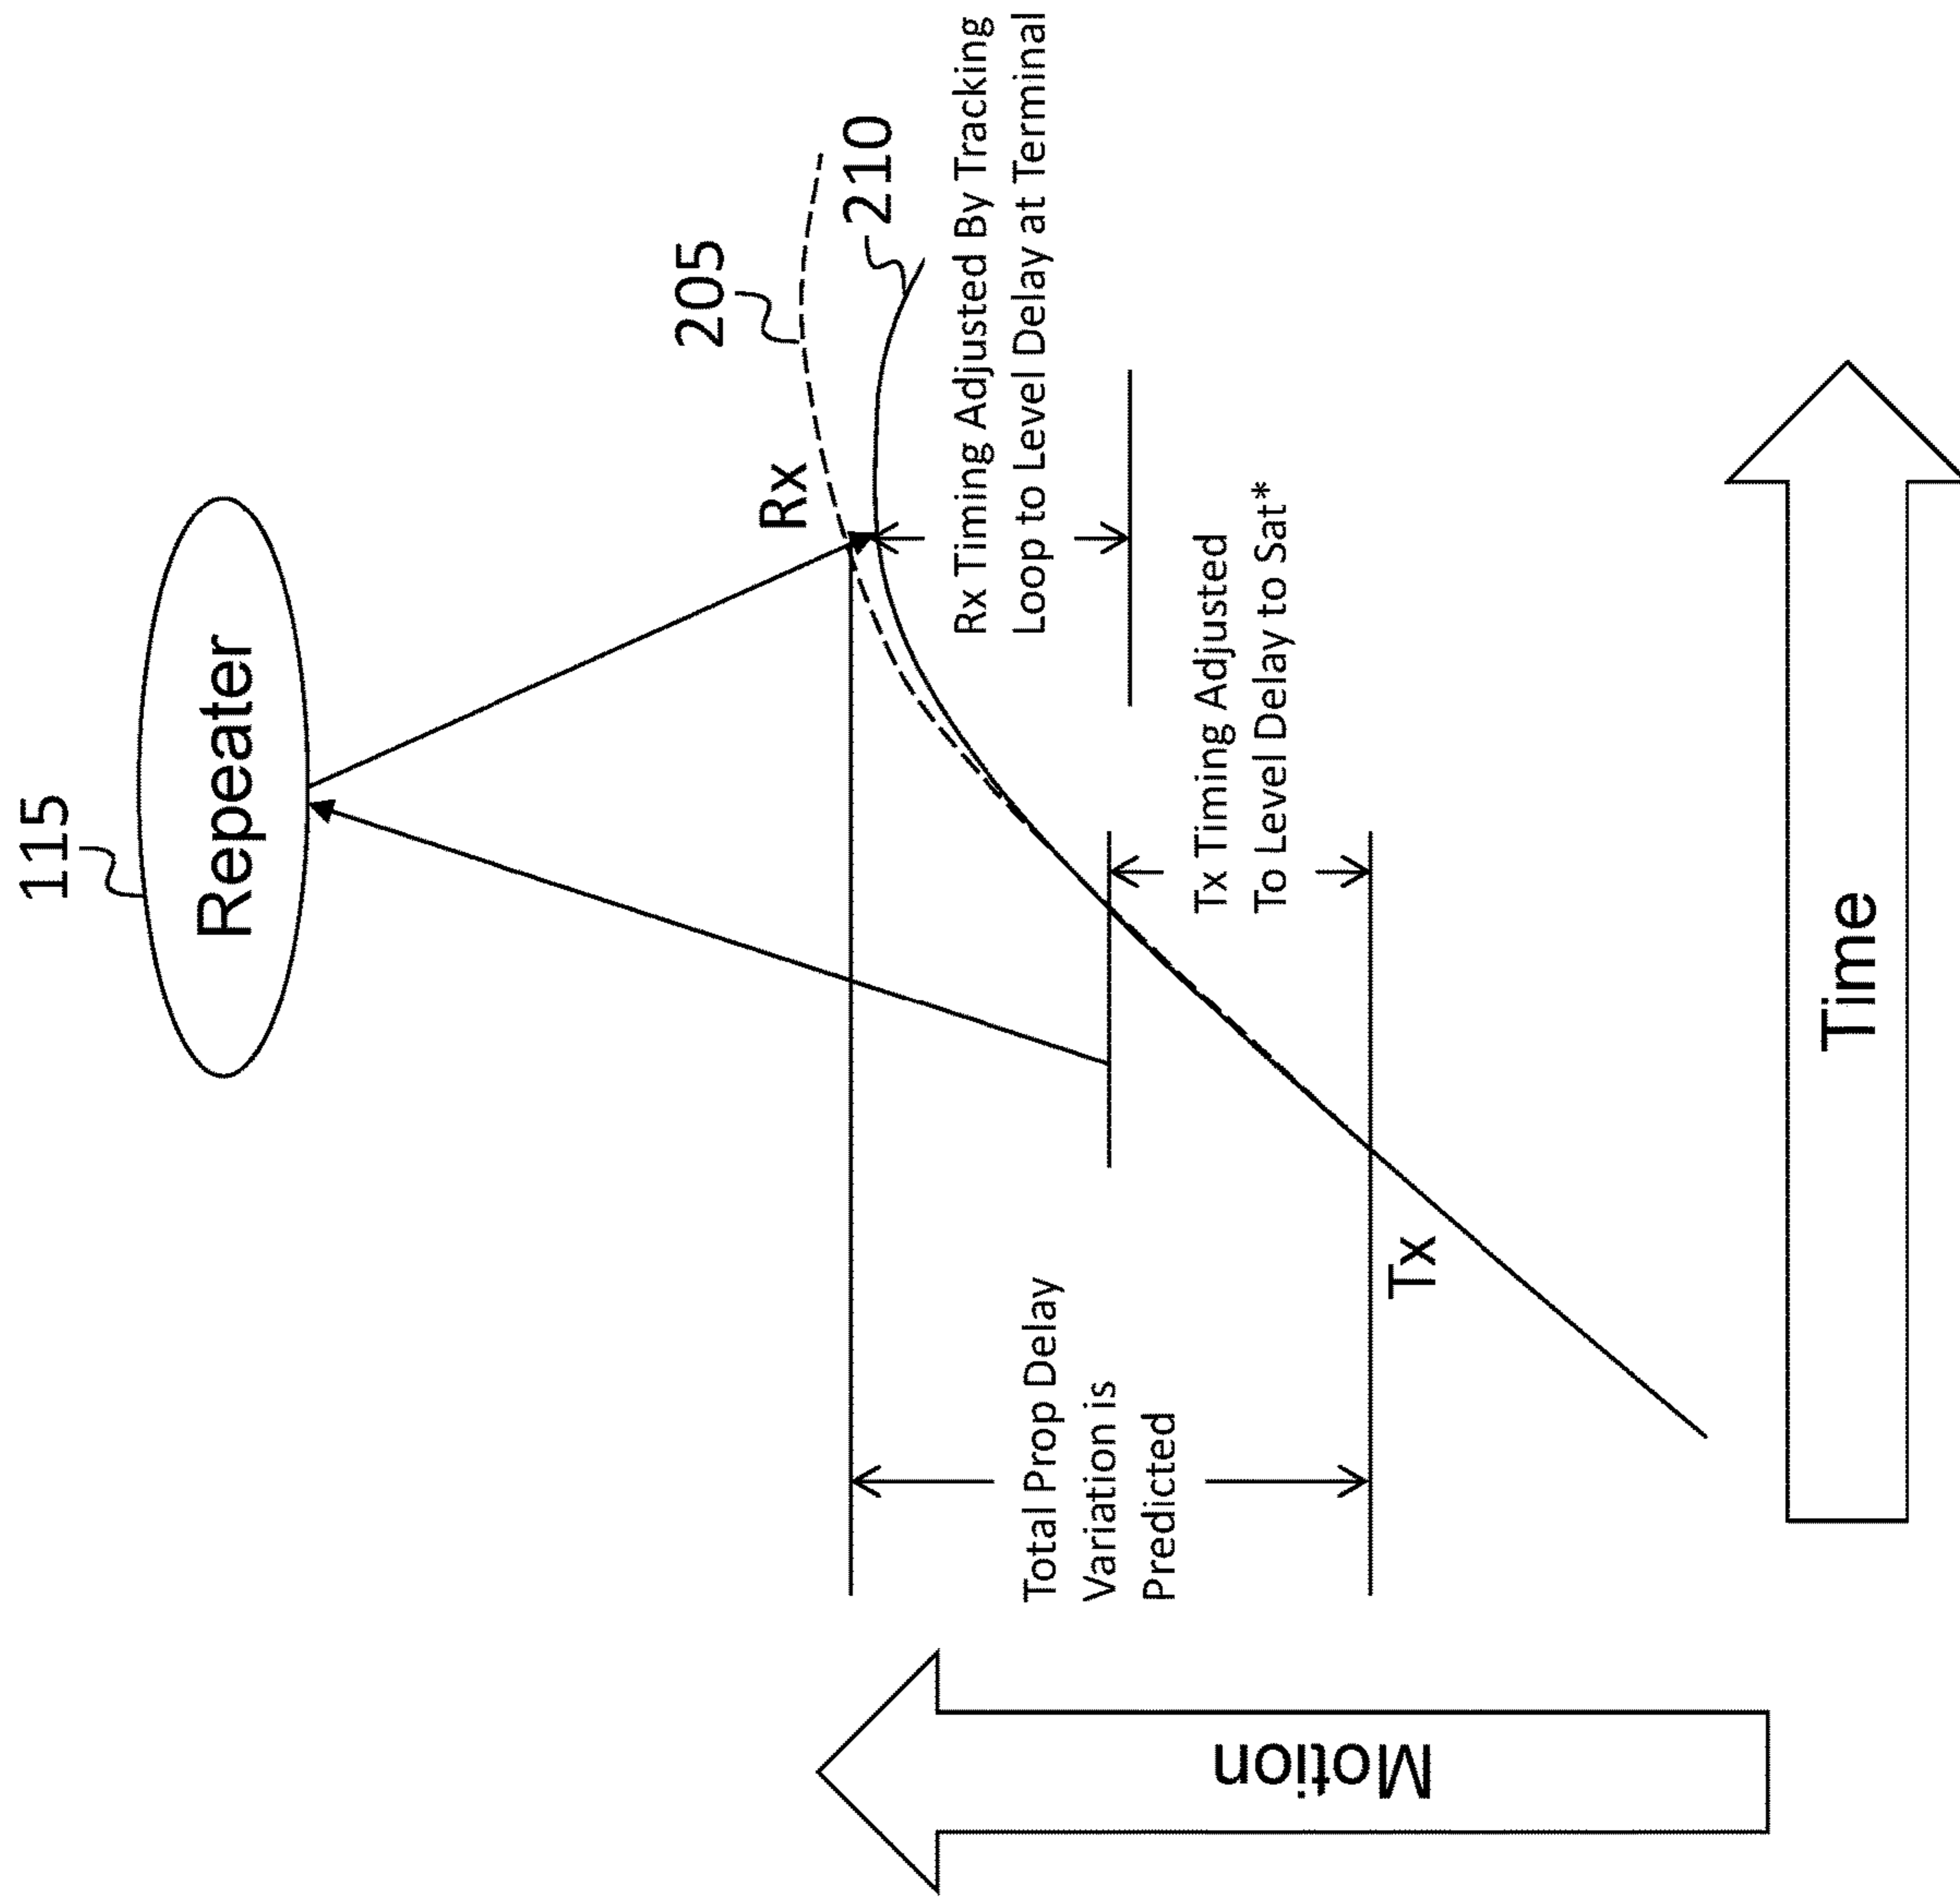 115
Repeater
205
210
Rx
Rx Timing Adjusted By Tracking
Loop to Level Delay at Terminal
Tx Timing Adjusted
To Level Delay to Sat*
Total Prop Delay
Variation is
Predicted
Tx
Motion
Time